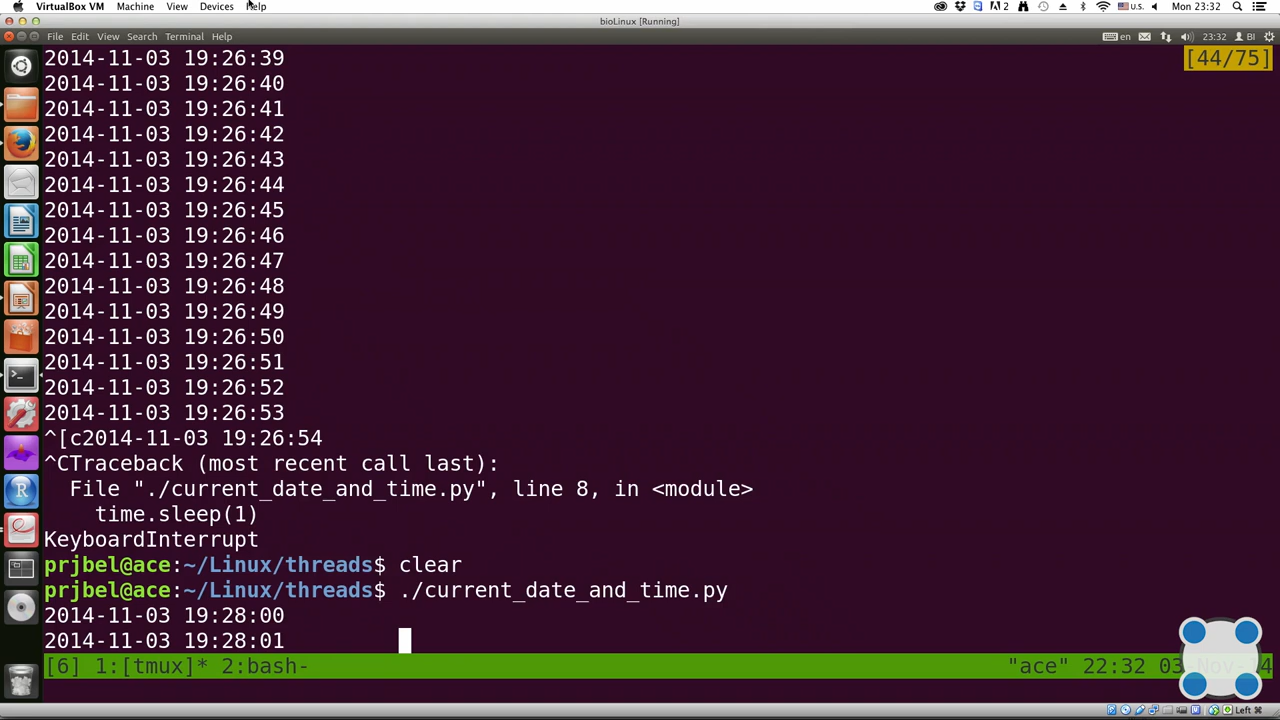 VirtualBox VM Machine View Devices Help 2 U.S. Mon 23:32
bioLinux [Running]
File Edit View Search Terminal Help en 23:32 BI
2014-11-03 19:26:39 [44/75]
2014-11-03 19:26:40
2014-11-03 19:26:41
2014-11-03 19:26:42
2014-11-03 19:26:43
2014-11-03 19:26:44
2014-11-03 19:26:45
2014-11-03 19:26:46
2014-11-03 19:26:47
2014-11-03 19:26:48
2014-11-03 19:26:49
2014-11-03 19:26:50
2014-11-03 19:26:51
2014-11-03 19:26:52
2014-11-03 19:26:53
^[c2014-11-03 19:26:54
^CTraceback (most recent call last):
File "./current_date_and_time.py", line 8, in <module>
time.sleep(1)
KeyboardInterrupt
prjbel@ace:~/Linux/threads$ clear
prjbel@ace:~/Linux/threads$ ./current_date_and_time.py
2014-11-03 19:28:00
2014-11-03 19:28:01
[6] 1:[tmux]* 2:bash- "ace" 22:32 03 4
Left ⌘